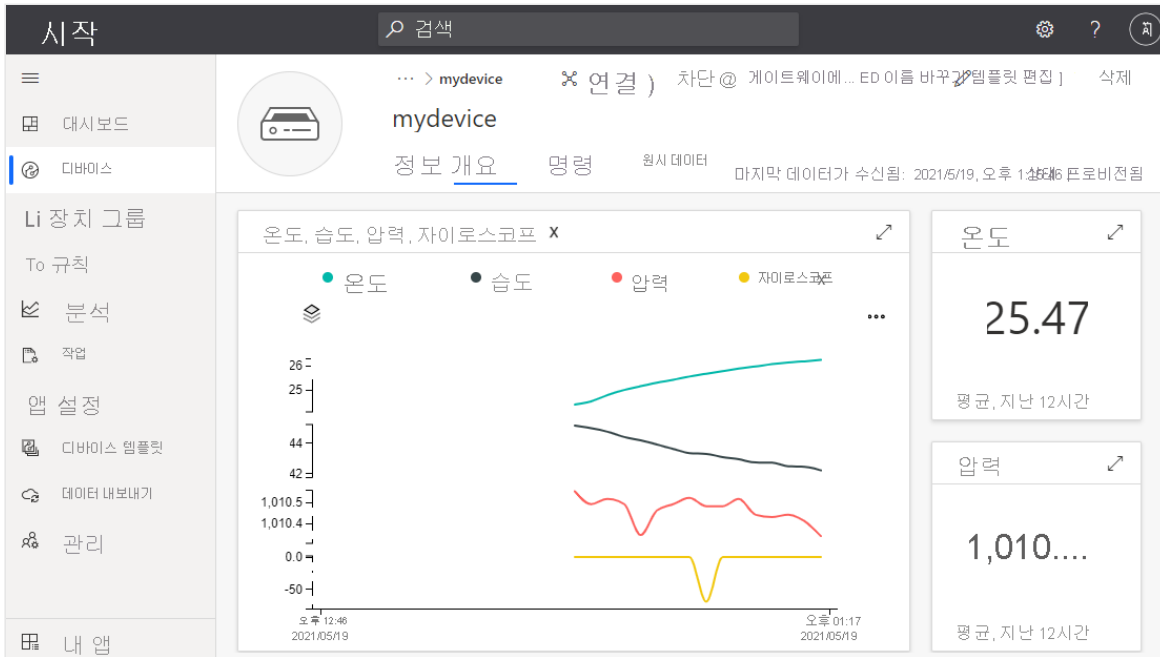 시작
검색
?
··· > mydevice
연결 )
차단 @
게이트웨이에... ED 이름 바꾸기
템플릿 편집 ]
삭제
mydevice
정보 개요
명령
원시 데이터
마지막 데이터가 수신됨: 2021/5/19, 오후
프로비전됨
대시보드
디바이스
Li 장치 그룹
To 규칙
분석
작업
앱 설정
디바이스 템플릿
데이터 내보내기
관리
내 앱
온도, 습도, 압력, 자이로스코프 X
온도
습도
압력
자이로스코프
26
25
44
42
1,010.5
1,010.4
0.0
-50
오후 12:46
2021/05/19
오후 01:17
2021/05/19
온도
25.47
평균, 지난 12시간
압력
1,010....
평균, 지난 12시간